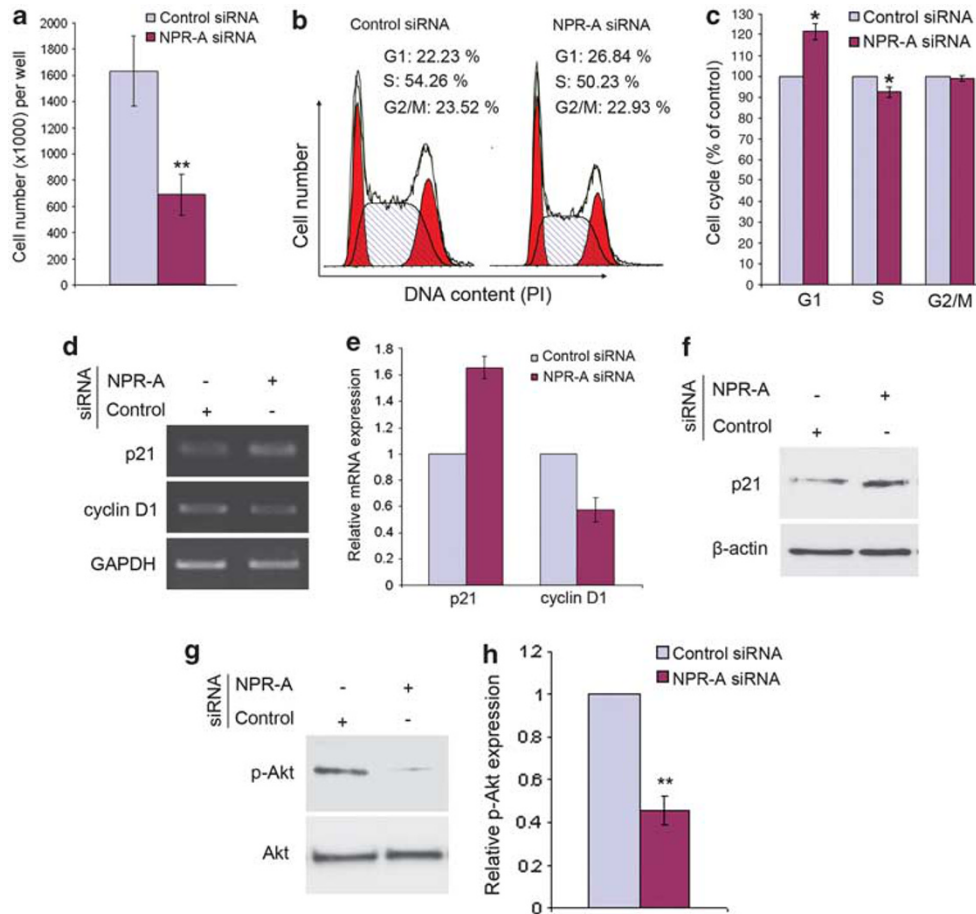 a
Control siRNA
NPR-A siRNA
Cell number (x1000) per well
2000
1800
1600
1400
1200
1000
800
600
400
200
0
**
b
Control siRNA
G1: 22.23 %
S: 54.26 %
G2/M: 23.52 %
NPR-A siRNA
G1: 26.84 %
S: 50.23 %
G2/M: 22.93 %
Cell number
DNA content (PI)
c
Control siRNA
NPR-A siRNA
Cell cycle (% of control)
130
120
110
100
90
80
70
60
50
40
30
20
10
0
*
*
G1
S
G2/M
d
siRNA
NPR-A - +
Control + -
p21
cyclin D1
GAPDH
e
Control siRNA
NPR-A siRNA
Relative mRNA expression
1.8
1.6
1.4
1.2
1
0.8
0.6
0.4
0.2
0
p21
cyclin D1
f
siRNA
NPR-A - +
Control + -
p21
β-actin
g
siRNA
NPR-A - +
Control + -
p-Akt
Akt
h
Control siRNA
NPR-A siRNA
Relative p-Akt expression
1.2
1
0.8
0.6
0.4
0.2
0
**